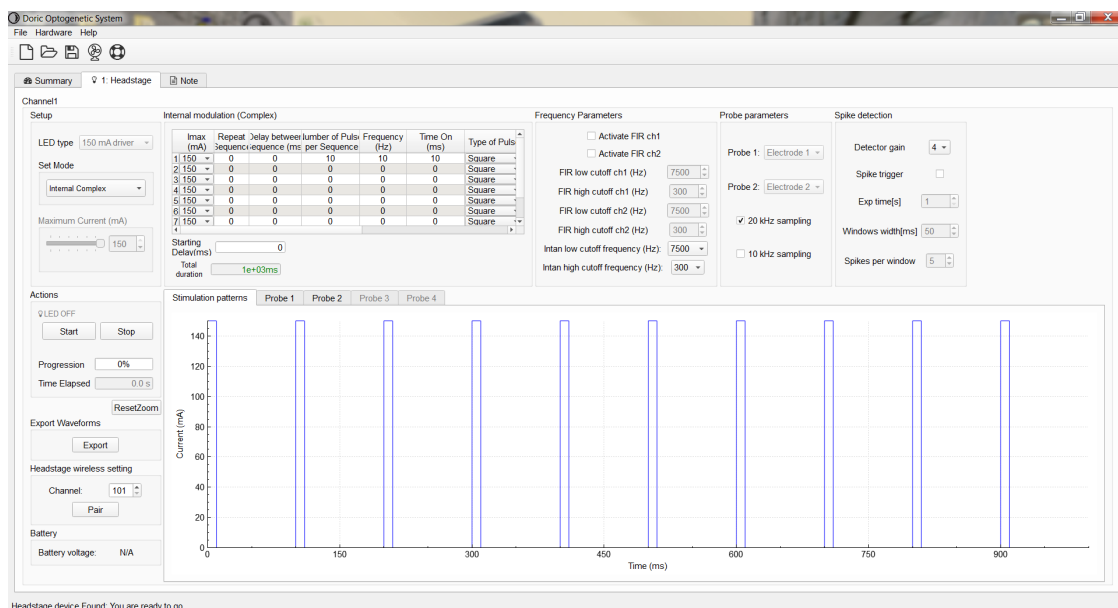 Doric Optogenetic System
File Hardware Help
Summary 1: Headstage Note
Channel1
Setup
LED type 150 mA driver
Set Mode
Internal Complex
Maximum Current (mA)
150
Internal modulation (Complex)
Imax Repeat Delay between Number of Pulse Frequency Time On Type of Puls
(mA) Sequence sequence (ms per Sequence (Hz) (ms)
1 150 0 0 10 10 10 Square
2 150 0 0 0 0 0 Square
3 150 0 0 0 0 0 Square
4 150 0 0 0 0 0 Square
5 150 0 0 0 0 0 Square
6 150 0 0 0 0 0 Square
7 150 0 0 0 0 0 Square
Starting
Delay(ms) 0
Total
duration 1e+03ms
Frequency Parameters
Activate FIR ch1
Activate FIR ch2
FIR low cutoff ch1 (Hz) 7500
FIR high cutoff ch1 (Hz) 300
FIR low cutoff ch2 (Hz) 7500
FIR high cutoff ch2 (Hz) 300
Intan low cutoff frequency (Hz): 7500
Intan high cutoff frequency (Hz): 300
Probe parameters
Probe 1: Electrode 1
Probe 2: Electrode 2
20 kHz sampling
10 kHz sampling
Spike detection
Detector gain 4
Spike trigger
Exp time[s] 1
Windows width[ms] 50
Spikes per window 5
Actions
LED OFF
Start Stop
Progression 0%
Time Elapsed 0.0 s
ResetZoom
Export Waveforms
Export
Headstage wireless setting
Channel: 101
Pair
Battery
Battery voltage: N/A
Stimulation patterns Probe 1 Probe 2 Probe 3 Probe 4
Current (mA)
140
120
100
80
60
40
20
0
0 150 300 450 600 750 900
Time (ms)
Headstage device Found: You are ready to go